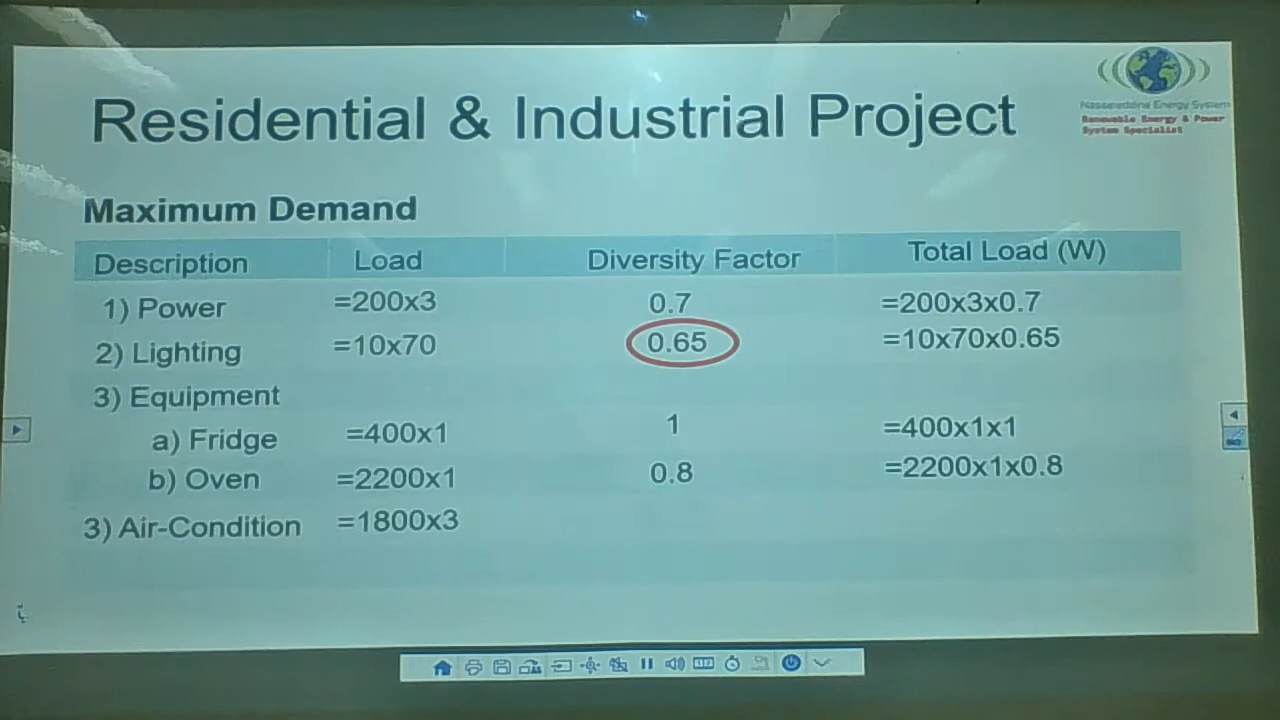 Residential & Industrial Project
Nassereddine Energy System
Renewable Energy & Power
System Specialist
Maximum Demand
Description Load Diversity Factor Total Load (W)
1) Power =200x3 0.7 =200x3x0.7
2) Lighting =10x70 0.65 =10x70x0.65
3) Equipment
a) Fridge =400x1 1 =400x1x1
b) Oven =2200x1 0.8 =2200x1x0.8
3) Air-Condition =1800x3